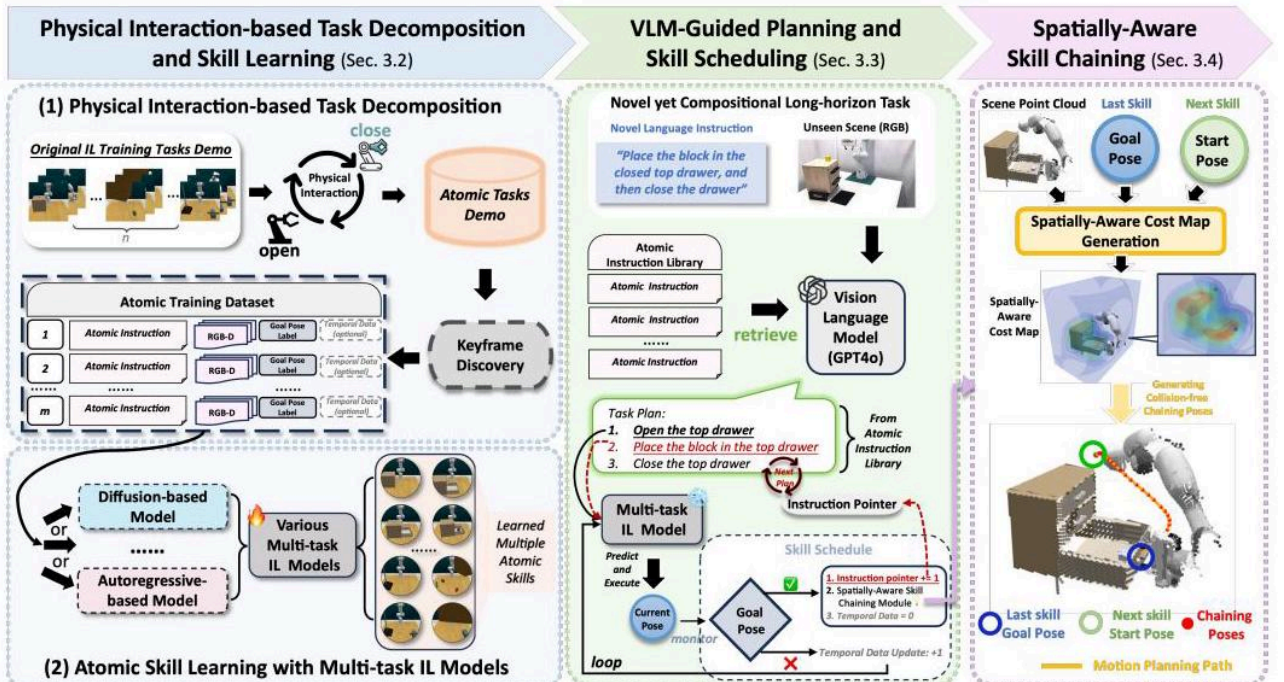 Physical Interaction-based Task Decomposition
and Skill Learning (Sec. 3.2)
VLM-Guided Planning and
Skill Scheduling (Sec. 3.3)
Spatially-Aware
Skill Chaining (Sec. 3.4)
(1) Physical Interaction-based Task Decomposition
Original IL Training Tasks Demo
...
...
n
close
Physical
Interaction
open
Atomic Tasks
Demo
Atomic Training Dataset
1
Atomic Instruction
RGB-D
Goal Pose
Label
Temporal Data
(optional)
2
Atomic Instruction
RGB-D
Goal Pose
Label
Temporal Data
(optional)
......
......
......
m
Atomic Instruction
RGB-D
Goal Pose
Label
Temporal Data
(optional)
Keyframe
Discovery
or
or
Diffusion-based
Model
......
Autoregressive-
based Model
Various
Multi-task
IL Models
......
Learned
Multiple
Atomic
Skills
(2) Atomic Skill Learning with Multi-task IL Models
Novel yet Compositional Long-horizon Task
Novel Language Instruction
"Place the block in the
closed top drawer, and
then close the drawer"
Unseen Scene (RGB)
Atomic
Instruction Library
Atomic Instruction
Atomic Instruction
......
Atomic Instruction
retrieve
Vision
Language
Model
(GPT4o)
Task Plan:
1. Open the top drawer
2. Place the block in the top drawer
3. Close the top drawer
Next
Plan
From
Atomic
Instruction
Library
Instruction Pointer
Multi-task
IL Model
Predict
and
Execute
Current
Pose
monitor
loop
Skill Schedule
Goal
Pose
1. Instruction pointer += 1
2. Spatially-Aware Skill
Chaining Module
3. Temporal Data = 0
Temporal Data Update: +1
Scene Point Cloud
Last Skill
Goal
Pose
Next Skill
Start
Pose
Spatially-Aware Cost Map
Generation
Spatially-
Aware
Cost Map
Generating
Collision-free
Chaining Poses
Last skill
Goal Pose
Next skill
Start Pose
Chaining
Poses
Motion Planning Path